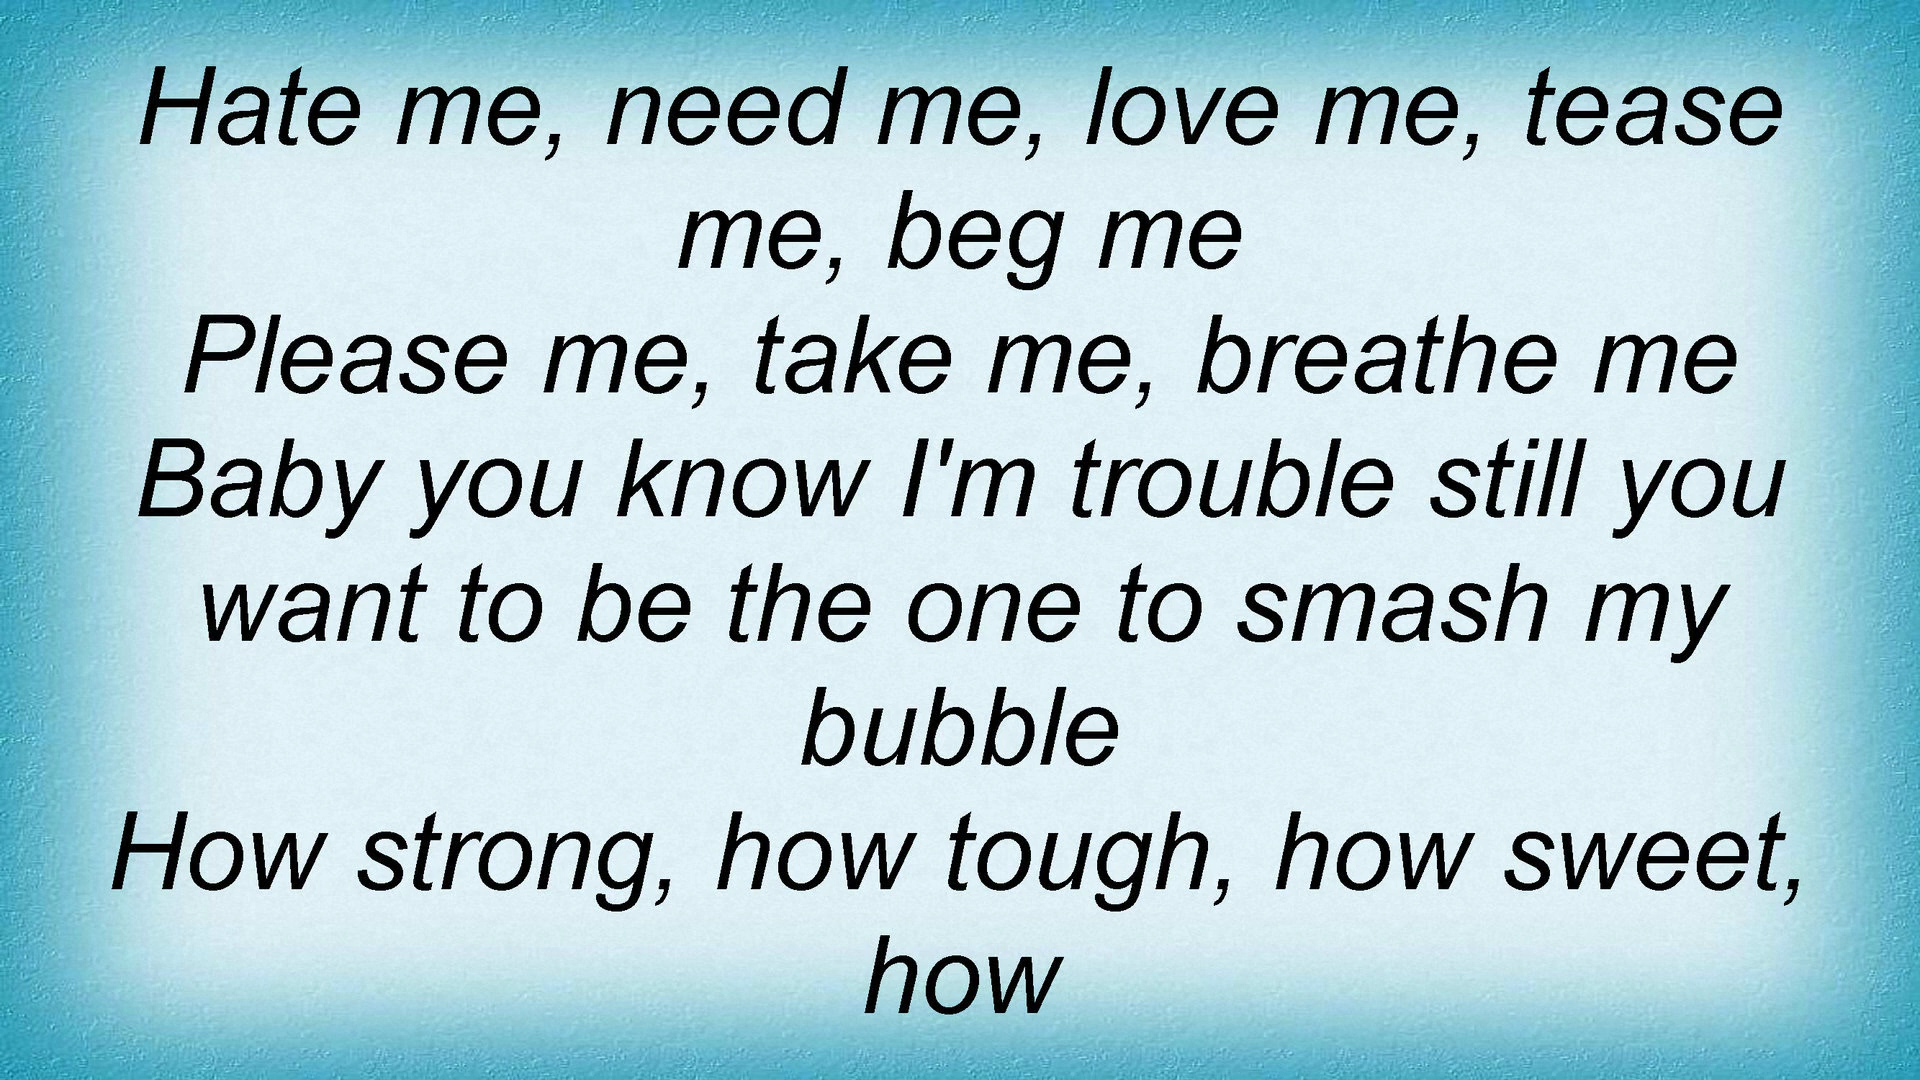 Hate me, need me, love me, tease
me, beg me
Please me, take me, breathe me
Baby you know I'm trouble still you
want to be the one to smash my
bubble
How strong, how tough, how sweet,
how